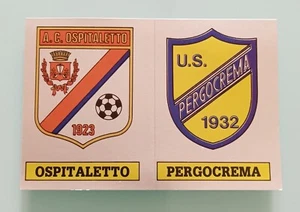 A. C. OSPITALETTO
1923
OSPITALETTO
U.S.
PERGOCREMA
1932
PERGOCREMA